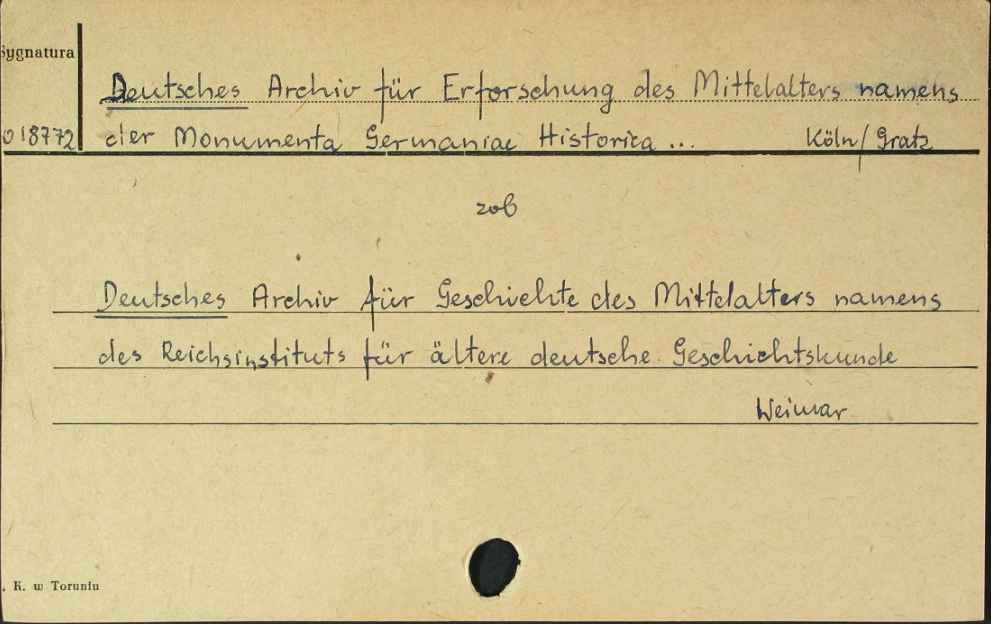 Sygnatura
Deutsches Archiv für Erforschung des Mittelalters namens
018772 der Monumenta Germaniae Historica ... Köln/Gratz
zob
Deutsches Archiv für Geschichte des Mittelalters namens
des Reichsinstituts für ältere deutsche Geschichtskunde
Weimar
. K. w Toruniu